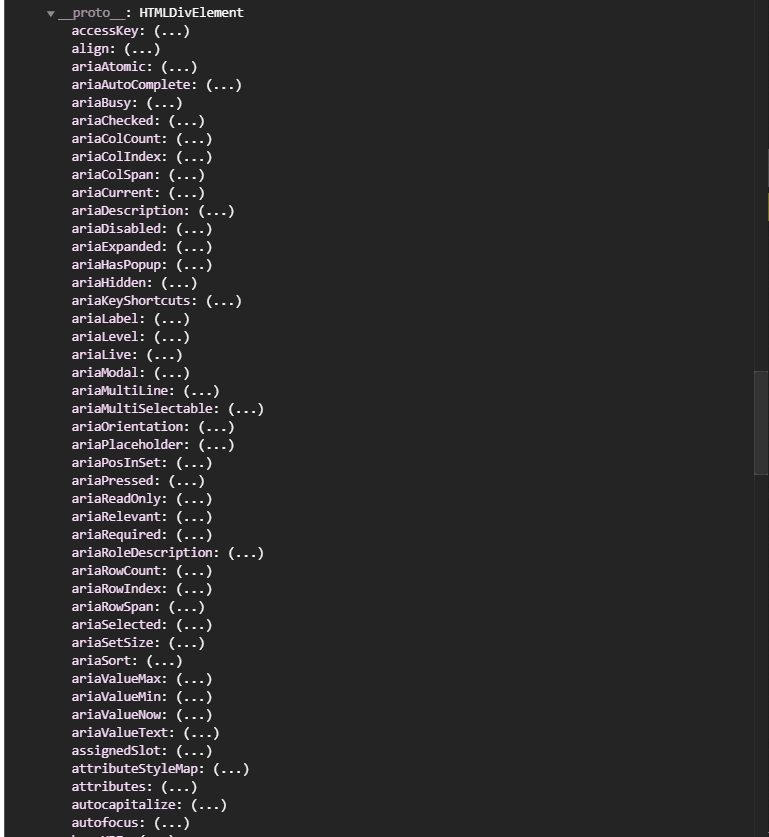 __proto__: HTMLDivElement
accessKey: (...)
align: (...)
ariaAtomic: (...)
ariaAutoComplete: (...)
ariaBusy: (...)
ariaChecked: (...)
ariaColCount: (...)
ariaColIndex: (...)
ariaColSpan: (...)
ariaCurrent: (...)
ariaDescription: (...)
ariaDisabled: (...)
ariaExpanded: (...)
ariaHasPopup: (...)
ariaHidden: (...)
ariaKeyShortcuts: (...)
ariaLabel: (...)
ariaLevel: (...)
ariaLive: (...)
ariaModal: (...)
ariaMultiLine: (...)
ariaMultiSelectable: (...)
ariaOrientation: (...)
ariaPlaceholder: (...)
ariaPosInSet: (...)
ariaPressed: (...)
ariaReadOnly: (...)
ariaRelevant: (...)
ariaRequired: (...)
ariaRoleDescription: (...)
ariaRowCount: (...)
ariaRowIndex: (...)
ariaRowSpan: (...)
ariaSelected: (...)
ariaSetSize: (...)
ariaSort: (...)
ariaValueMax: (...)
ariaValueMin: (...)
ariaValueNow: (...)
ariaValueText: (...)
assignedSlot: (...)
attributeStyleMap: (...)
attributes: (...)
autocapitalize: (...)
autofocus: (...)